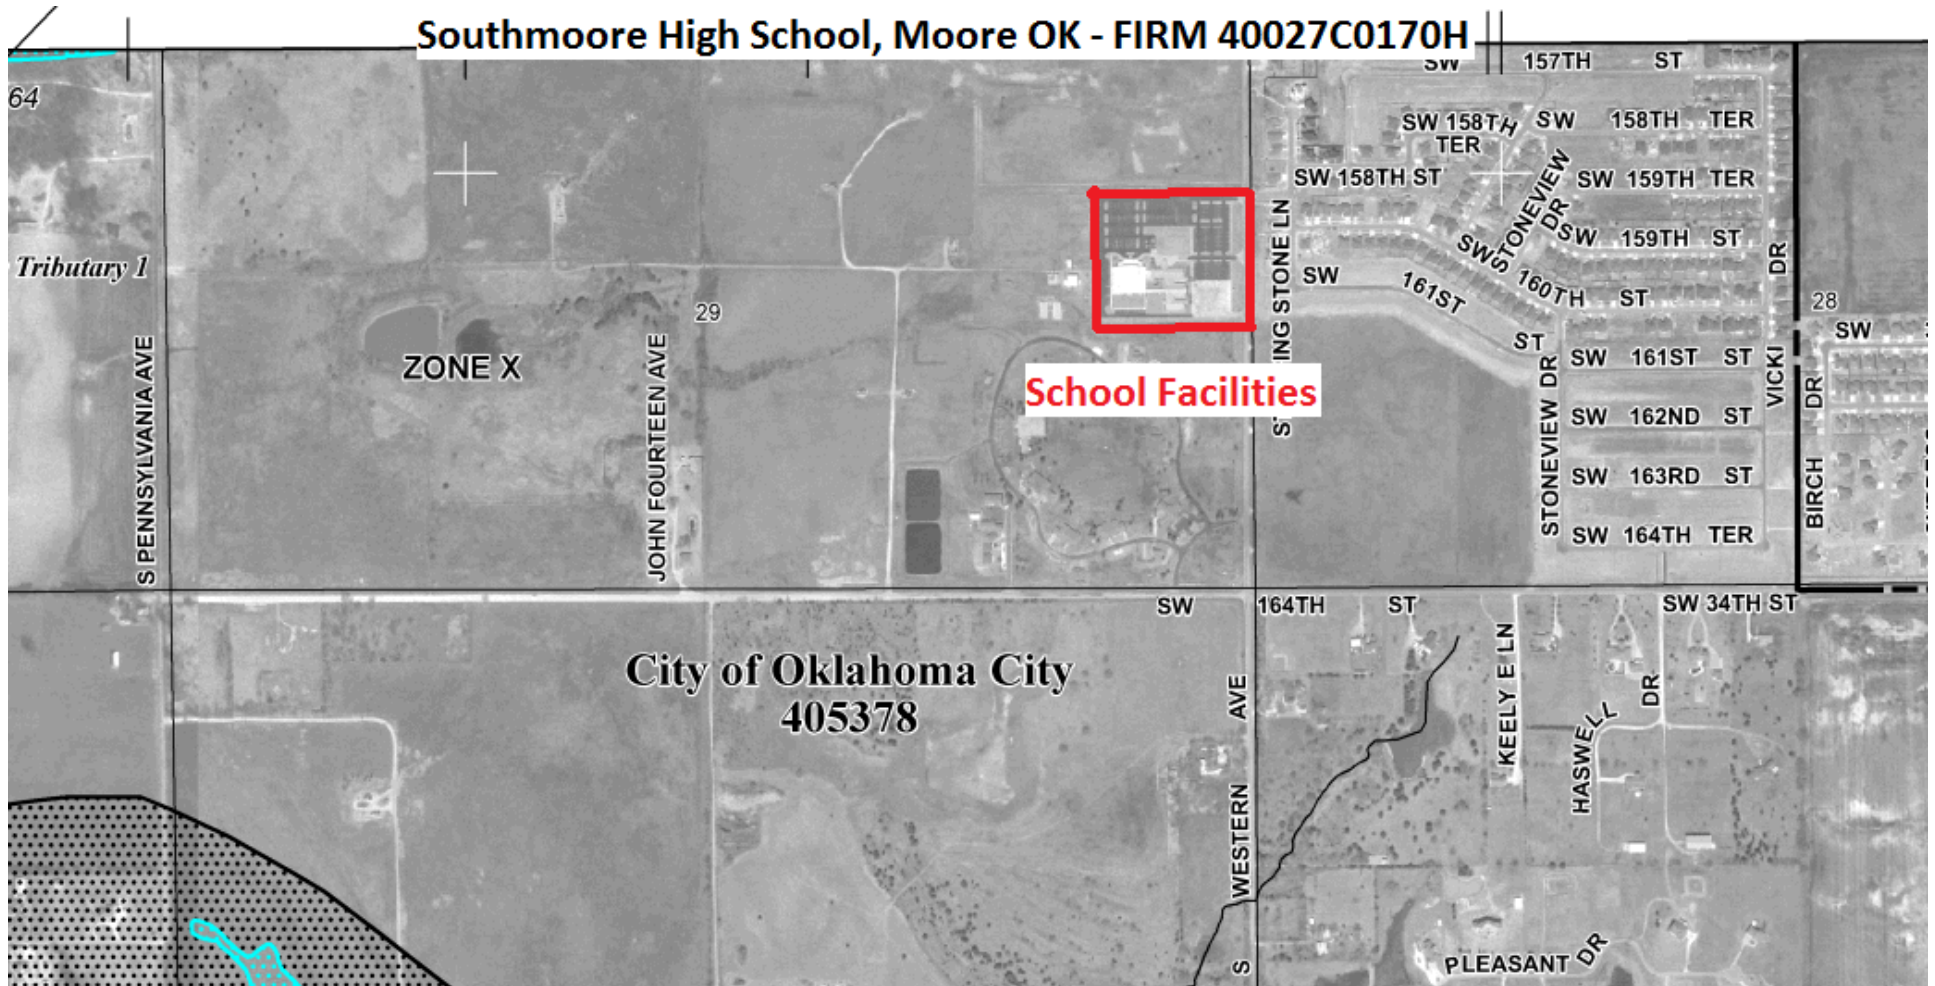 Southmoore High School, Moore OK - FIRM 40027C0170H
SW 157TH ST
64
SW 158TH TER
SW 158TH TER
SW 158TH ST
SW 159TH TER
STONEVIEW DR
SW 159TH ST
Tributary 1
SW 160TH ST
SW 161ST ST
29
28
SW
ZONE X
School Facilities
SW 161ST ST
SW 162ND ST
SW 163RD ST
SW 164TH TER
S PENNSYLVANIA AVE
JOHN FOURTEEN AVE
ING STONE LN
STONEVIEW DR
VICKI DR
BIRCH DR
SW 164TH ST
SW 34TH ST
City of Oklahoma City
405378
S WESTERN AVE
KEELY E LN
HASWELL DR
PLEASANT DR